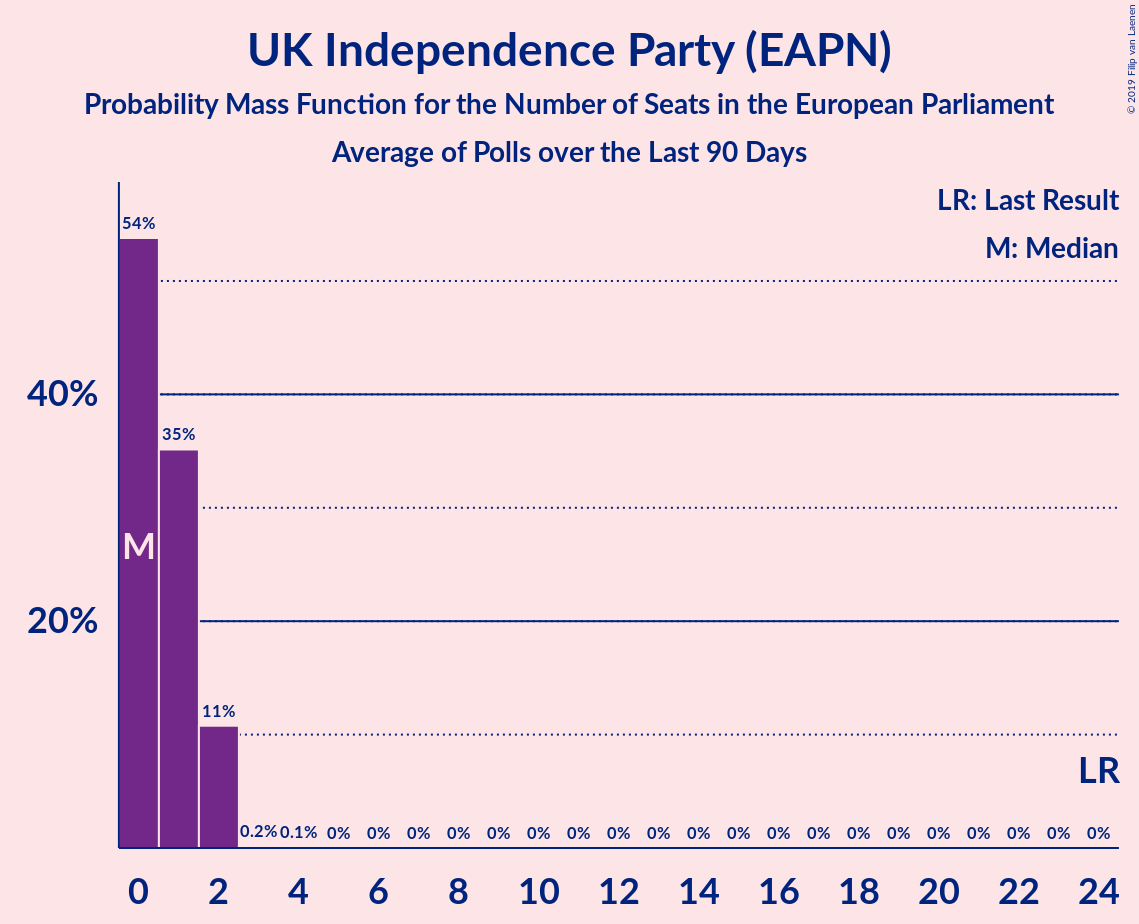 UK Independence Party (EAPN)
Probability Mass Function for the Number of Seats in the European Parliament
Average of Polls over the Last 90 Days
© 2019 Filip van Laenen
LR: Last Result
M: Median
54%
40%
35%
M
20%
11%
LR
0.2% 0.1% 0% 0% 0% 0% 0% 0% 0% 0% 0% 0% 0% 0% 0% 0% 0% 0% 0% 0% 0% 0%
0 2 4 6 8 10 12 14 16 18 20 22 24